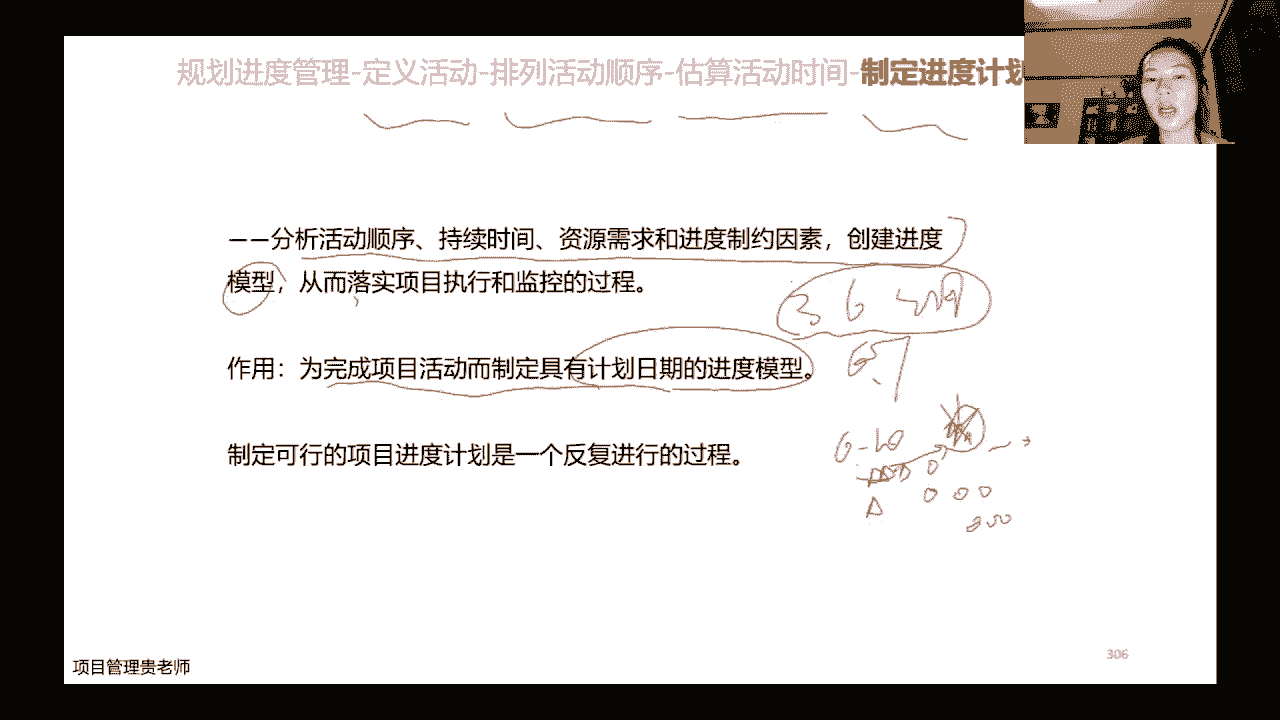 规划进度管理-定义活动-排列活动顺序-估算活动时间-制定进度计划
——分析活动顺序、持续时间、资源需求和进度制约因素，创建进度
模型，从而落实项目执行和监控的过程。
3 6
作用：为完成项目活动而制定具有计划日期的进度模型。
6-10
制定可行的项目进度计划是一个反复进行的过程。
306
项目管理贵老师